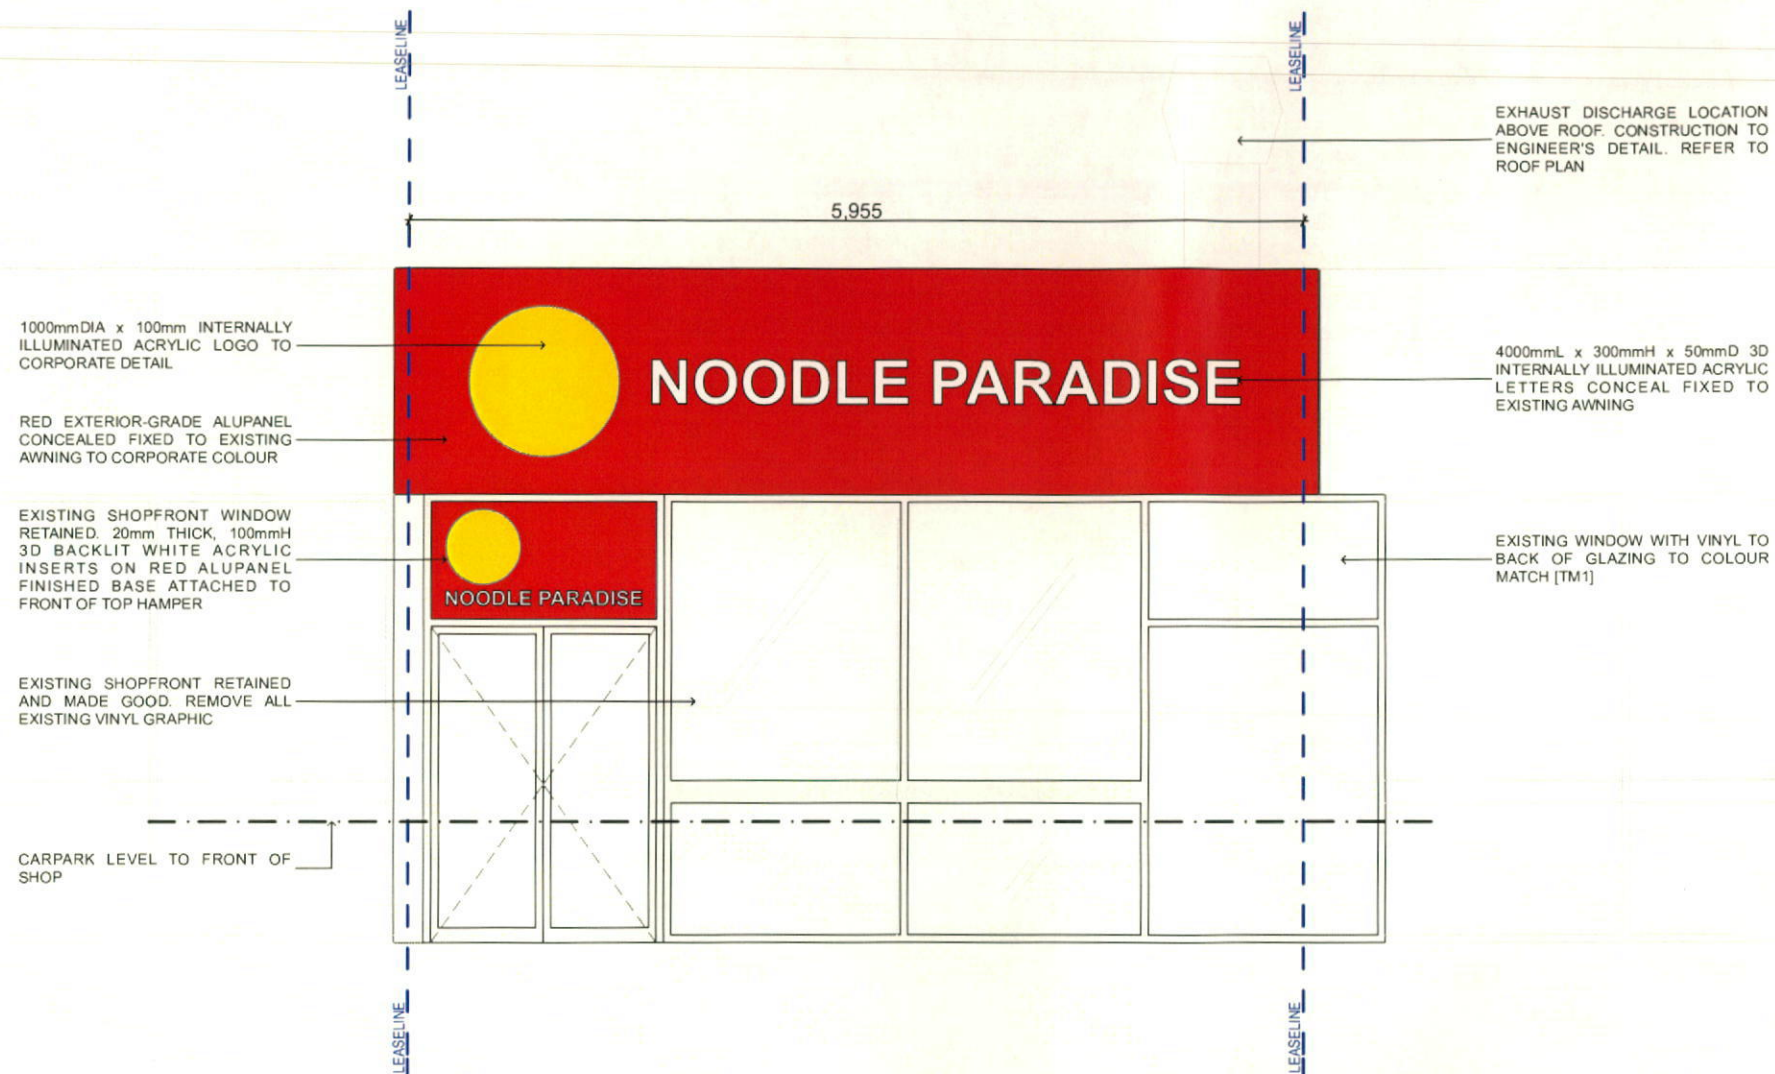 LEASELINE
LEASELINE
EXHAUST DISCHARGE LOCATION
ABOVE ROOF. CONSTRUCTION TO
ENGINEER'S DETAIL. REFER TO
ROOF PLAN
5,955
1000mmDIA x 100mm INTERNALLY
ILLUMINATED ACRYLIC LOGO TO
CORPORATE DETAIL
NOODLE PARADISE
4000mmL x 300mmH x 50mmD 3D
INTERNALLY ILLUMINATED ACRYLIC
LETTERS CONCEAL FIXED TO
EXISTING AWNING
RED EXTERIOR-GRADE ALUPANEL
CONCEALED FIXED TO EXISTING
AWNING TO CORPORATE COLOUR
EXISTING SHOPFRONT WINDOW
RETAINED. 20mm THICK, 100mmH
3D BACKLIT WHITE ACRYLIC
INSERTS ON RED ALUPANEL
FINISHED BASE ATTACHED TO
FRONT OF TOP HAMPER
NOODLE PARADISE
EXISTING WINDOW WITH VINYL TO
BACK OF GLAZING TO COLOUR
MATCH [TM1]
EXISTING SHOPFRONT RETAINED
AND MADE GOOD. REMOVE ALL
EXISTING VINYL GRAPHIC
CARPARK LEVEL TO FRONT OF
SHOP
LEASELINE
LEASELINE